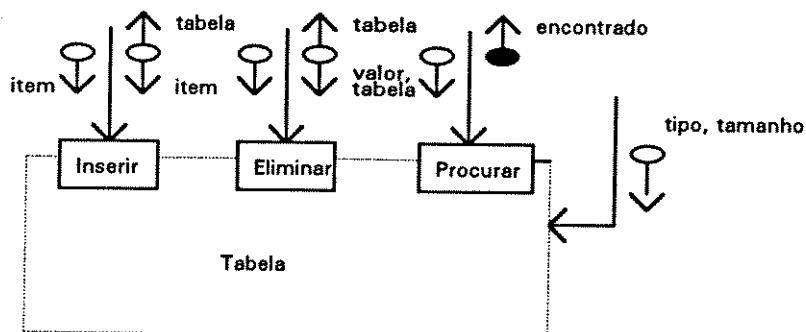 tabela
tabela
encontrado
item
item
valor,
tabela
tipo, tamanho
Inserir
Eliminar
Procurar
Tabela